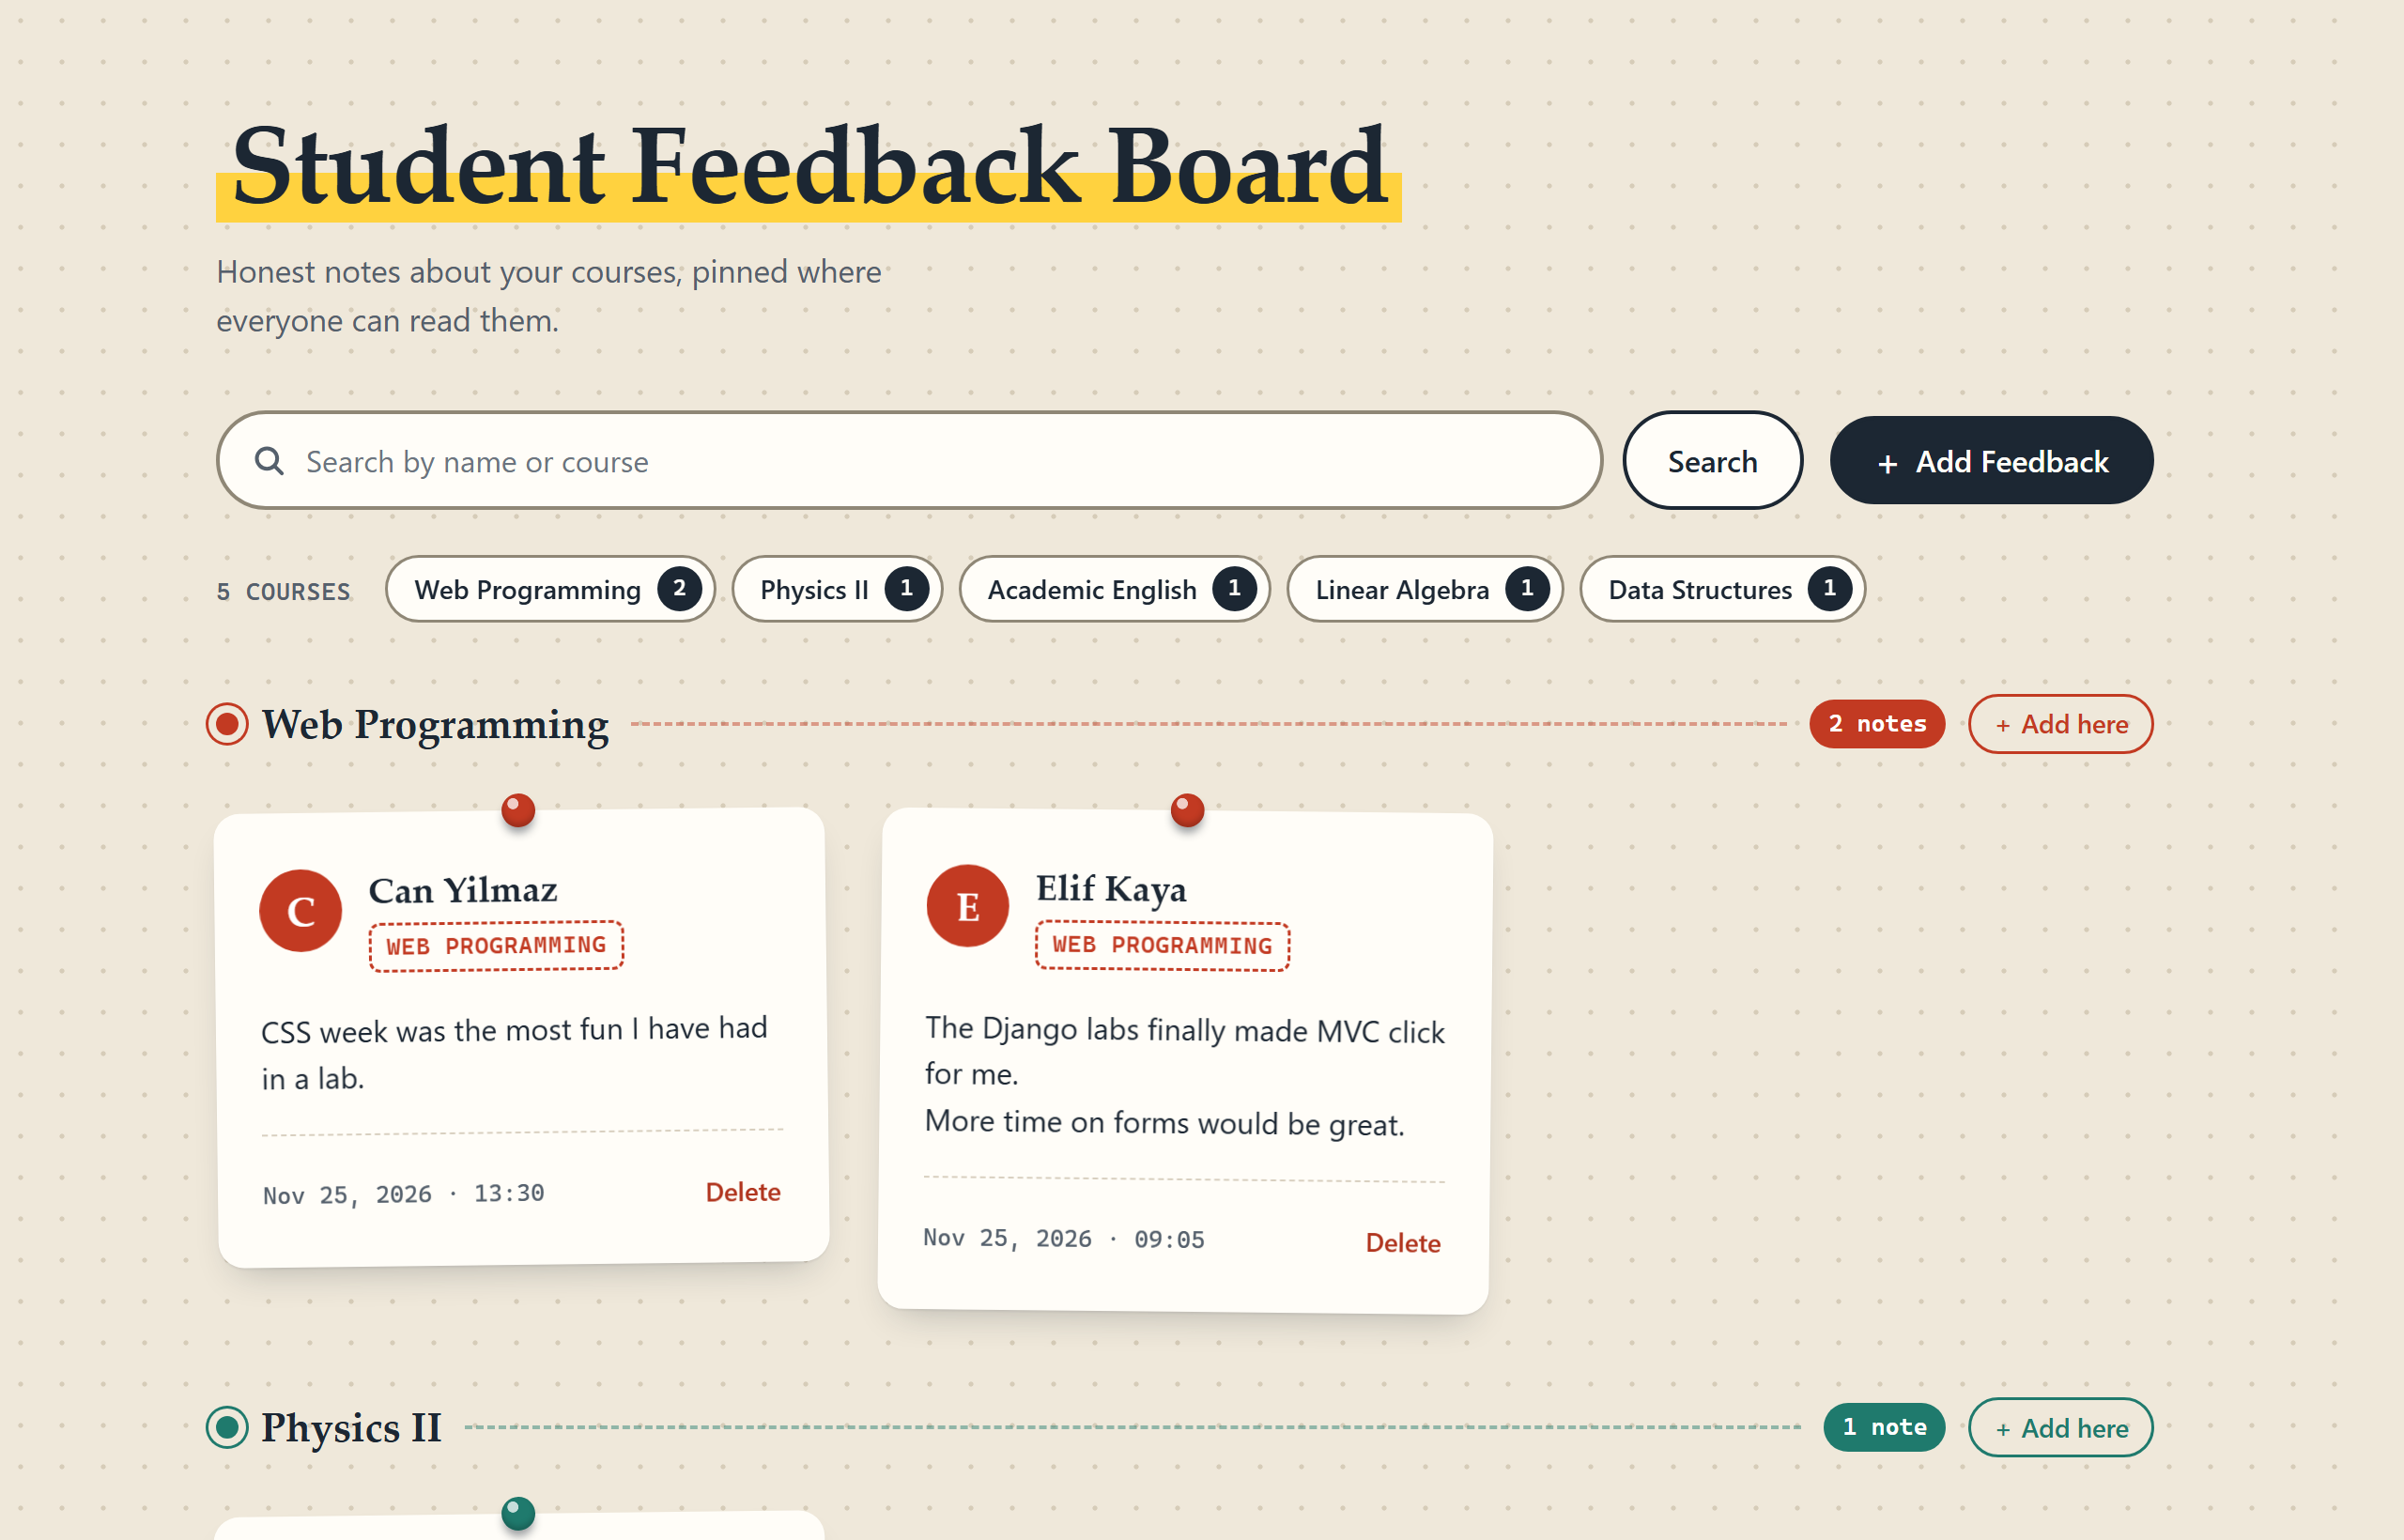 Student Feedback Board
Honest notes about your courses, pinned where
everyone can read them.
Search by name or course
Search
+ Add Feedback
5 COURSES
Web Programming 2
Physics II 1
Academic English 1
Linear Algebra 1
Data Structures 1
Web Programming
2 notes
+ Add here
C
Can Yilmaz
WEB PROGRAMMING
CSS week was the most fun I have had
in a lab.
Nov 25, 2026 · 13:30
Delete
E
Elif Kaya
WEB PROGRAMMING
The Django labs finally made MVC click
for me.
More time on forms would be great.
Nov 25, 2026 · 09:05
Delete
Physics II
1 note
+ Add here